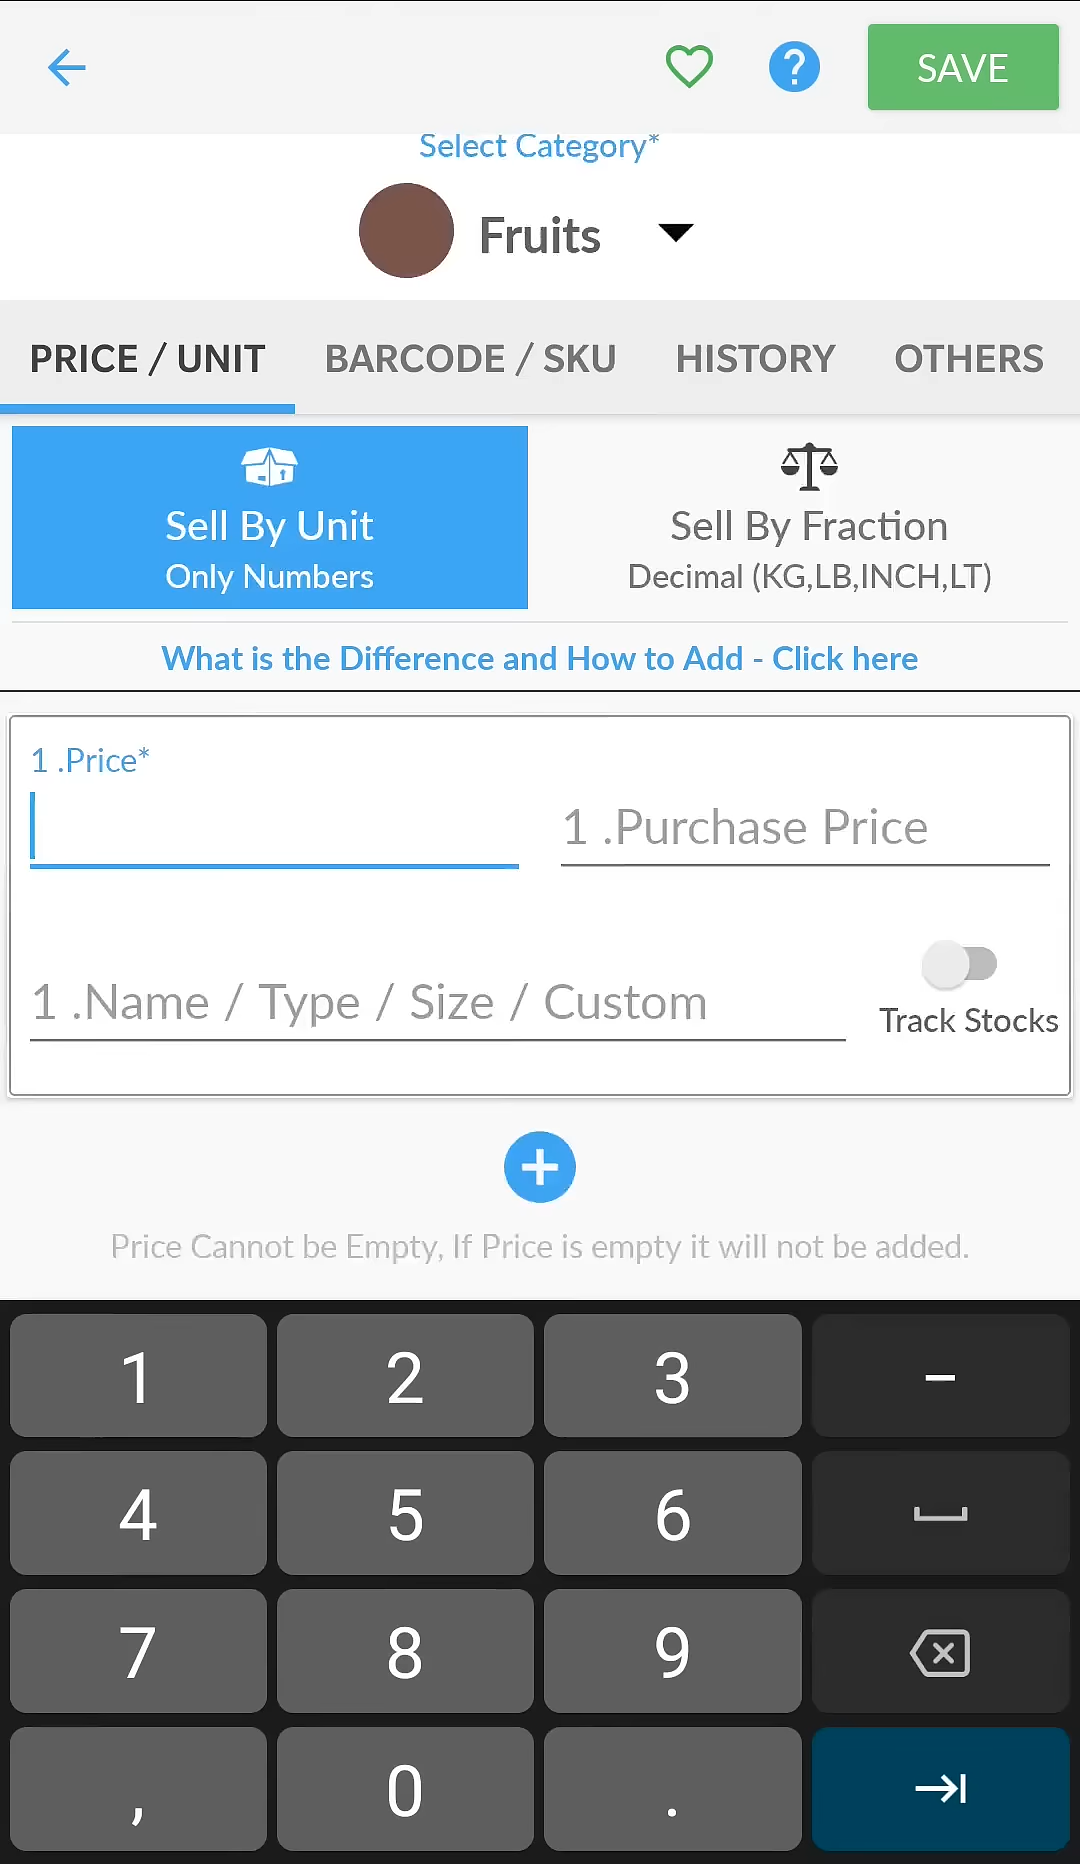 SAVE
Select Category*
Fruits
PRICE / UNIT BARCODE / SKU HISTORY OTHERS
Sell By Unit
Only Numbers
Sell By Fraction
Decimal (KG,LB,INCH,LT)
What is the Difference and How to Add - Click here
1 .Price*
1 .Purchase Price
1 .Name / Type / Size / Custom
Track Stocks
Price Cannot be Empty, If Price is empty it will not be added.
1 2 3 –
4 5 6
7 8 9
, 0 .